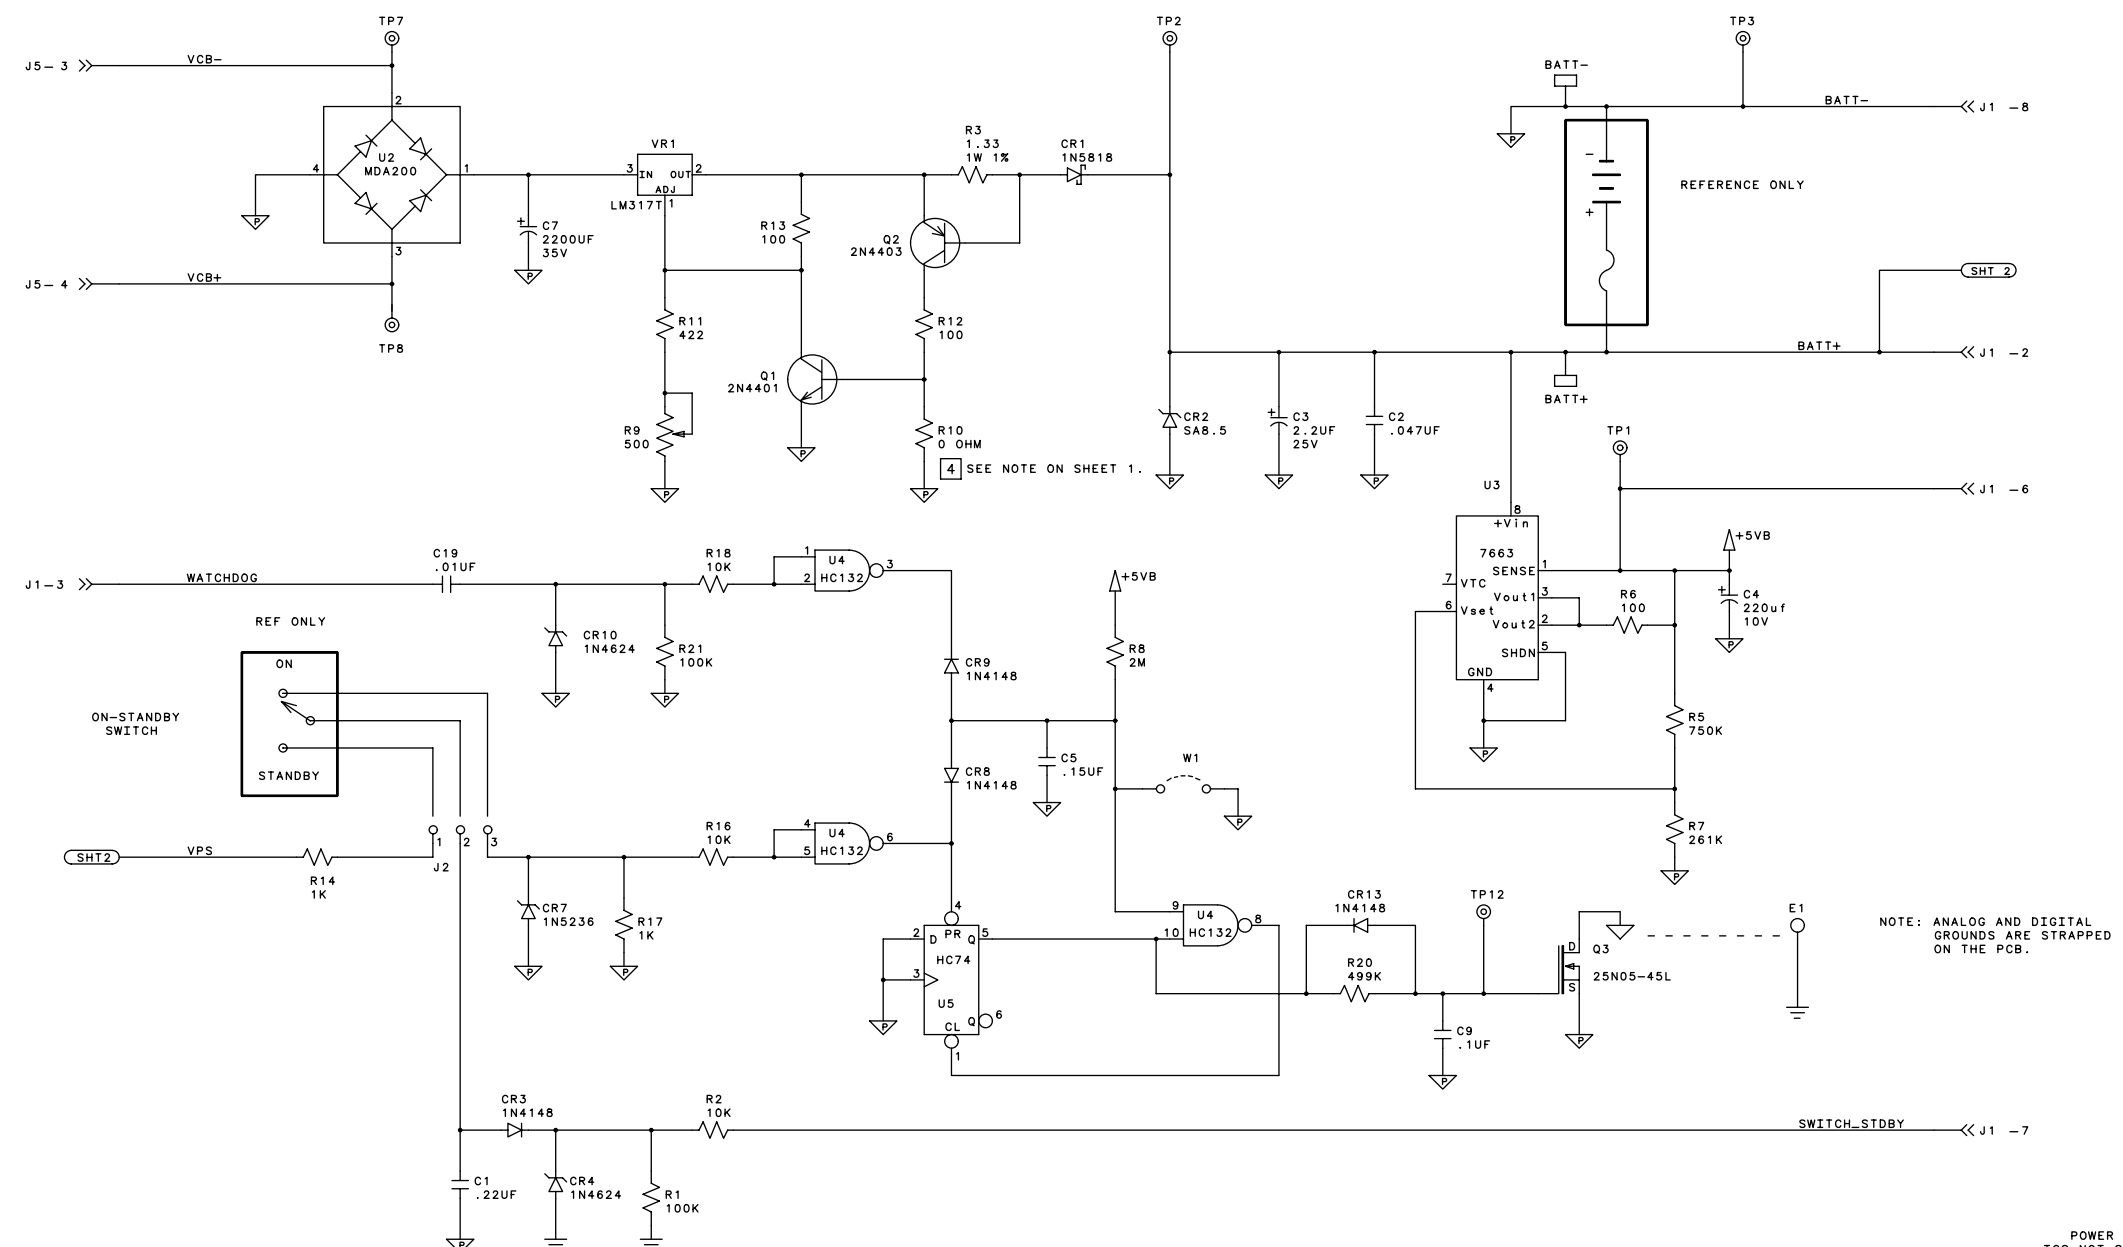 TP7
TP2
TP3
J5-3
VCB-
BATT-
BATT-
J1 -8
P
2
U2
MDA200
4
1
3
P
R3
1.33
1W 1%
CR1
1N5818
VR1
3
IN OUT
2
ADJ
LM317T
1
C7
+
2200UF
35V
P
R13
100
Q2
2N4403
-
+
REFERENCE ONLY
J5-4
VCB+
TP8
SHT 2
R11
422
R12
100
BATT+
J1 -2
BATT+
Q1
2N4401
P
R9
500
P
R10
0 OHM
4 SEE NOTE ON SHEET 1.
P
CR2
SA8.5
P
+
C3
2.2UF
25V
P
C2
.047UF
P
TP1
U3
J1 -6
8
+Vin
7663
SENSE
1
7
VTC
Vout1
3
6
Vset
Vout2
2
SHDN
5
GND
4
P
R6
100
+5VB
+
C4
220uf
10V
P
R5
750K
R7
261K
P
J1-3
WATCHDOG
C19
.01UF
CR10
1N4624
P
R21
100K
P
R18
10K
1
2
U4
HC132
3
+5VB
R8
2M
CR9
1N4148
CR8
1N4148
C5
.15UF
P
W1
P
REF ONLY
ON
ON-STANDBY
SWITCH
STANDBY
SHT2
VPS
R14
1K
1
2
3
J2
CR7
1N5236
P
R17
1K
P
R16
10K
4
5
U4
HC132
6
4
PR
2
D
Q
5
HC74
3
U5
Q
6
CL
1
P
9
10
U4
HC132
8
CR13
1N4148
R20
499K
TP12
C9
.1UF
P
D
Q3
25N05-45L
S
P
E1
NOTE: ANALOG AND DIGITAL
GROUNDS ARE STRAPPED
ON THE PCB.
CR3
1N4148
R2
10K
SWITCH_STDBY
J1 -7
C1
.22UF
P
CR4
1N4624
R1
100K
POWER